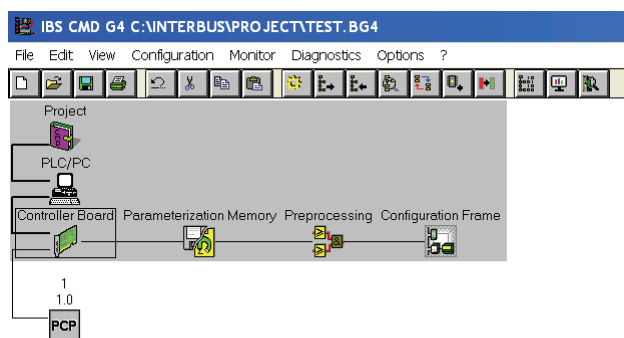 IBS CMD G4 C:\INTERBUS\PROJECT\TEST.BG4
File Edit View Configuration Monitor Diagnostics Options ?
Project
PLC/PC
Controller Board Parameterization Memory Preprocessing Configuration Frame
1
1.0
PCP